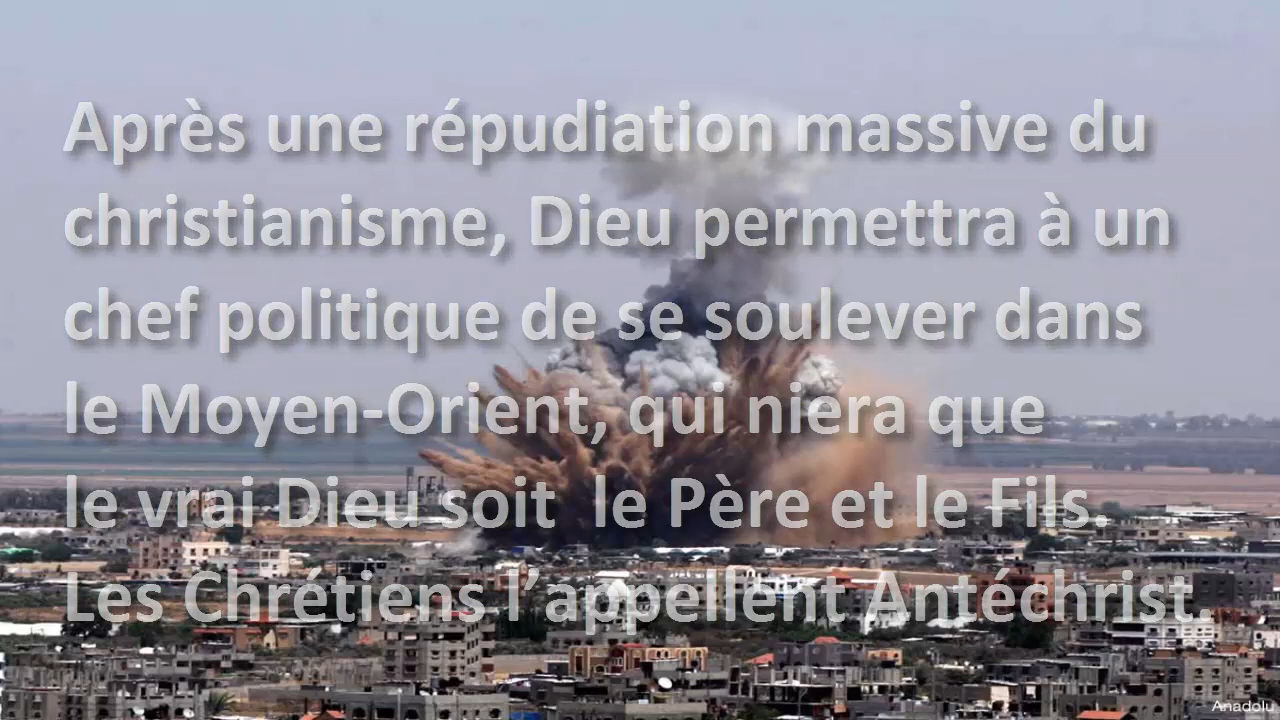 Après une répudiation massive du
christianisme, Dieu permettra à un
chef politique de se soulever dans
le Moyen-Orient, qui niera que
le vrai Dieu soit le Père et le Fils.
Les Chrétiens l’appellent Antéchrist.
Anadolu